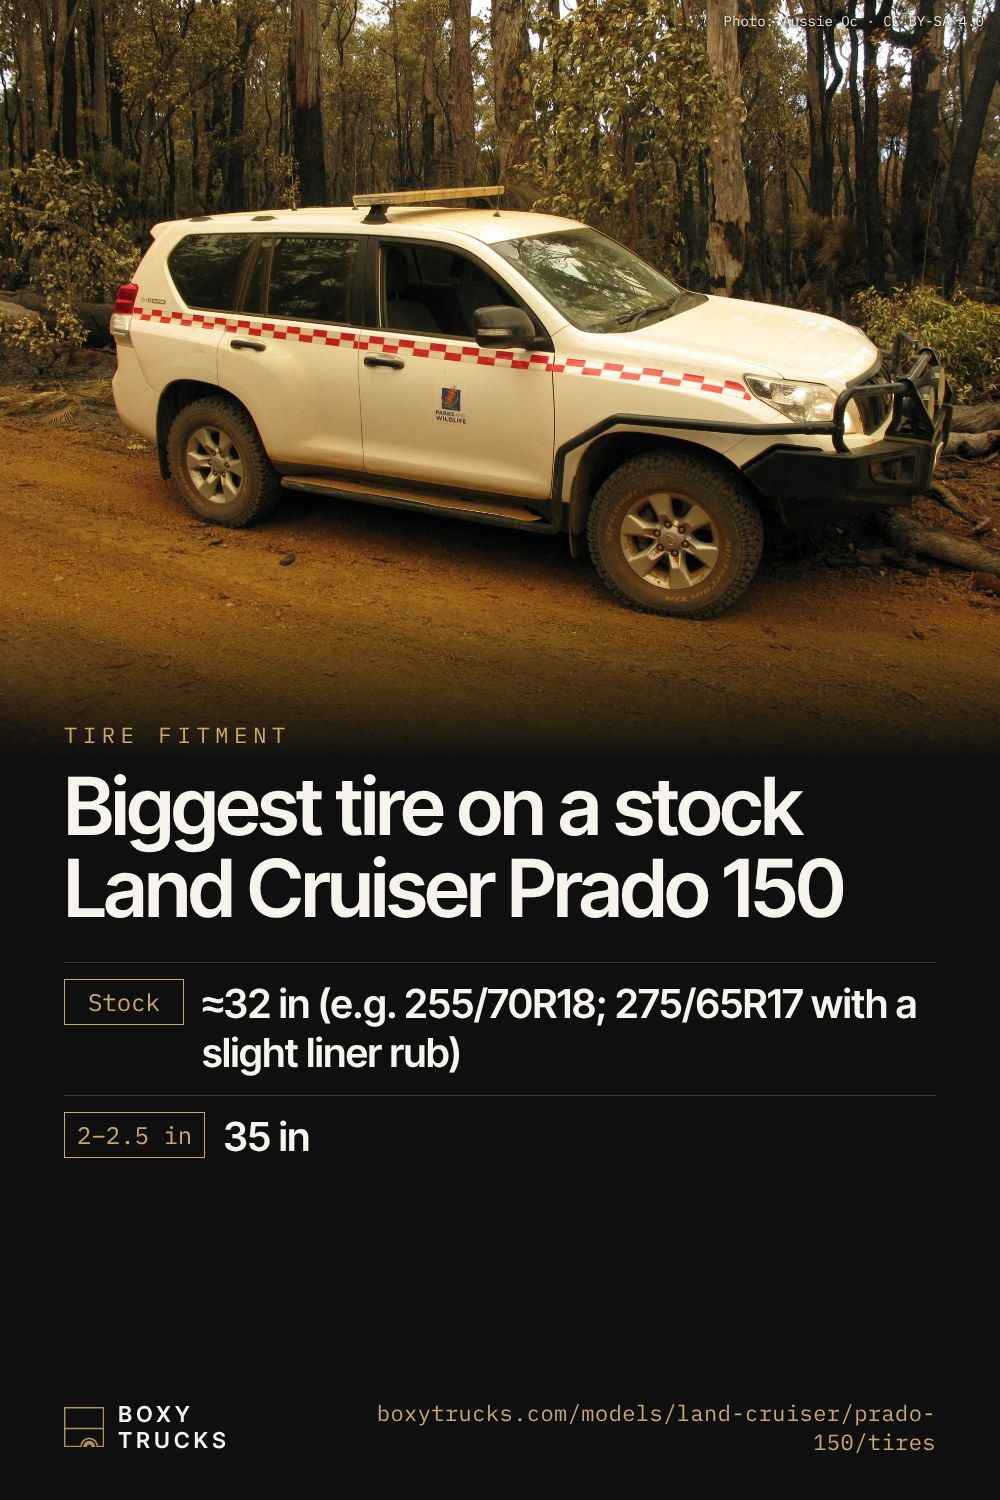 Photo: Aussie Oc · CC BY-SA 4.0
PARKS AND
WILDLIFE
TIRE FITMENT
Biggest tire on a stock
Land Cruiser Prado 150
Stock
≈32 in (e.g. 255/70R18; 275/65R17 with a
slight liner rub)
2–2.5 in
35 in
BOXY
TRUCKS
boxytrucks.com/models/land-cruiser/prado-
150/tires